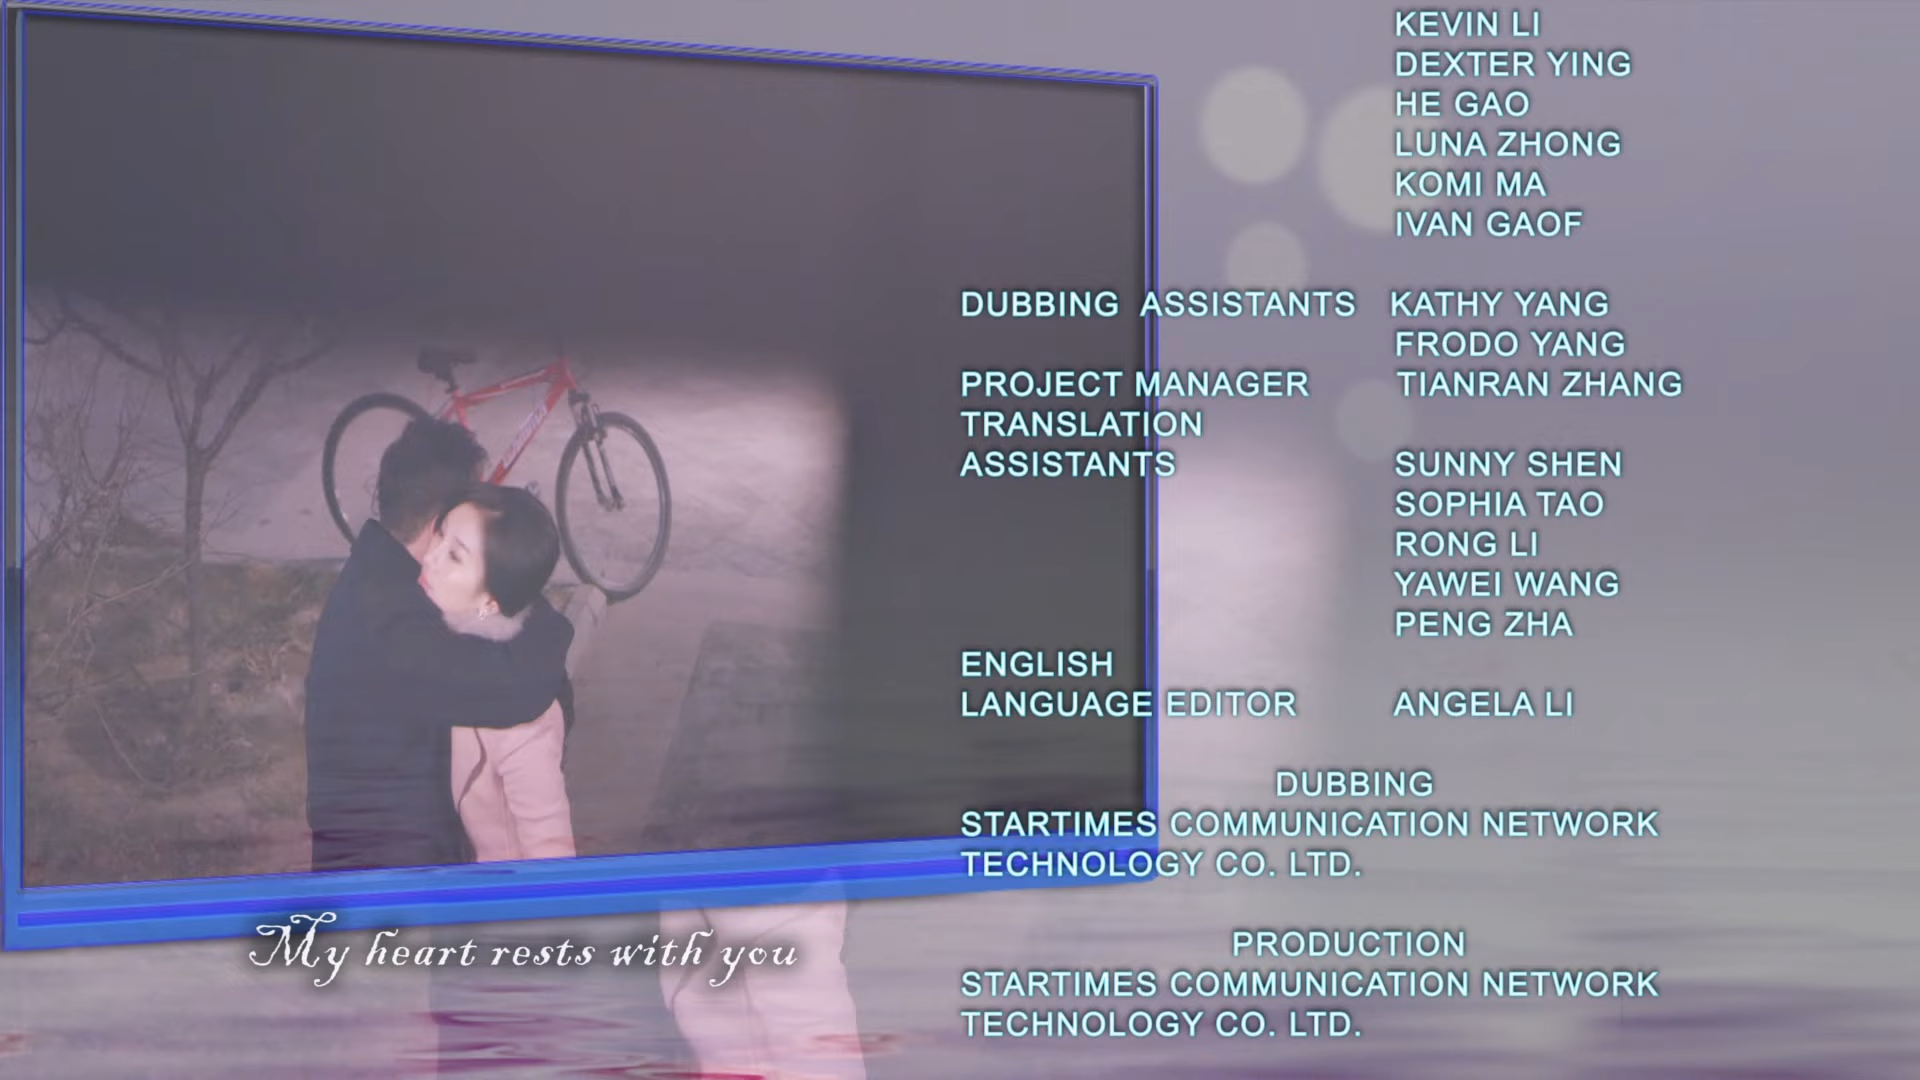 KEVIN LI
DEXTER YING
HE GAO
LUNA ZHONG
KOMI MA
IVAN GAOF
DUBBING ASSISTANTS KATHY YANG
FRODO YANG
PROJECT MANAGER TIANRAN ZHANG
TRANSLATION
ASSISTANTS SUNNY SHEN
SOPHIA TAO
RONG LI
YAWEI WANG
PENG ZHA
ENGLISH
LANGUAGE EDITOR ANGELA LI
DUBBING
STARTIMES COMMUNICATION NETWORK
TECHNOLOGY CO. LTD.
PRODUCTION
STARTIMES COMMUNICATION NETWORK
TECHNOLOGY CO. LTD.
My heart rests with you